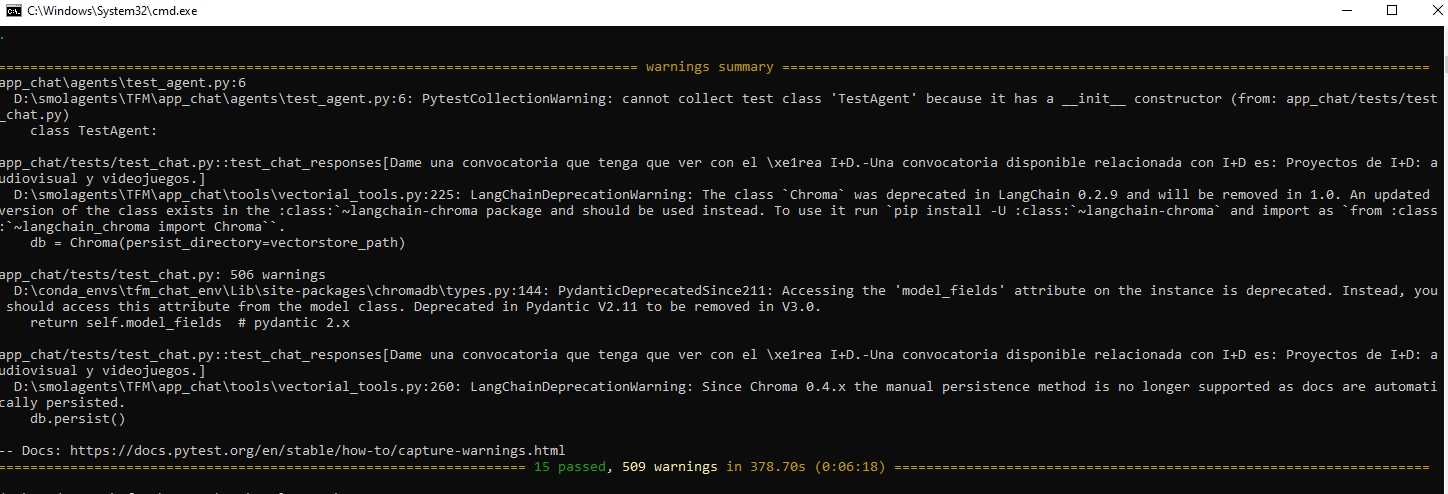 C:\Windows\System32\cmd.exe
.
================================================================================= warnings summary ==================================================================================
app_chat\agents\test_agent.py:6
  D:\smolagents\TFM\app_chat\agents\test_agent.py:6: PytestCollectionWarning: cannot collect test class 'TestAgent' because it has a __init__ constructor (from: app_chat/tests/test
_chat.py)
    class TestAgent:
app_chat/tests/test_chat.py::test_chat_responses[Dame una convocatoria que tenga que ver con el \xe1rea I+D.-Una convocatoria disponible relacionada con I+D es: Proyectos de I+D: a
udiovisual y videojuegos.]
  D:\smolagents\TFM\app_chat\tools\vectorial_tools.py:225: LangChainDeprecationWarning: The class `Chroma` was deprecated in LangChain 0.2.9 and will be removed in 1.0. An updated
version of the class exists in the :class:`~langchain-chroma package and should be used instead. To use it run `pip install -U :class:`~langchain-chroma` and import as `from :class
:`~langchain_chroma import Chroma``.
    db = Chroma(persist_directory=vectorstore_path)
app_chat/tests/test_chat.py: 506 warnings
  D:\conda_envs\tfm_chat_env\Lib\site-packages\chromadb\types.py:144: PydanticDeprecatedSince211: Accessing the 'model_fields' attribute on the instance is deprecated. Instead, you
 should access this attribute from the model class. Deprecated in Pydantic V2.11 to be removed in V3.0.
    return self.model_fields  # pydantic 2.x
app_chat/tests/test_chat.py::test_chat_responses[Dame una convocatoria que tenga que ver con el \xe1rea I+D.-Una convocatoria disponible relacionada con I+D es: Proyectos de I+D: a
udiovisual y videojuegos.]
  D:\smolagents\TFM\app_chat\tools\vectorial_tools.py:260: LangChainDeprecationWarning: Since Chroma 0.4.x the manual persistence method is no longer supported as docs are automati
cally persisted.
    db.persist()
-- Docs: https://docs.pytest.org/en/stable/how-to/capture-warnings.html
=================================================================== 15 passed, 509 warnings in 378.70s (0:06:18) ====================================================================